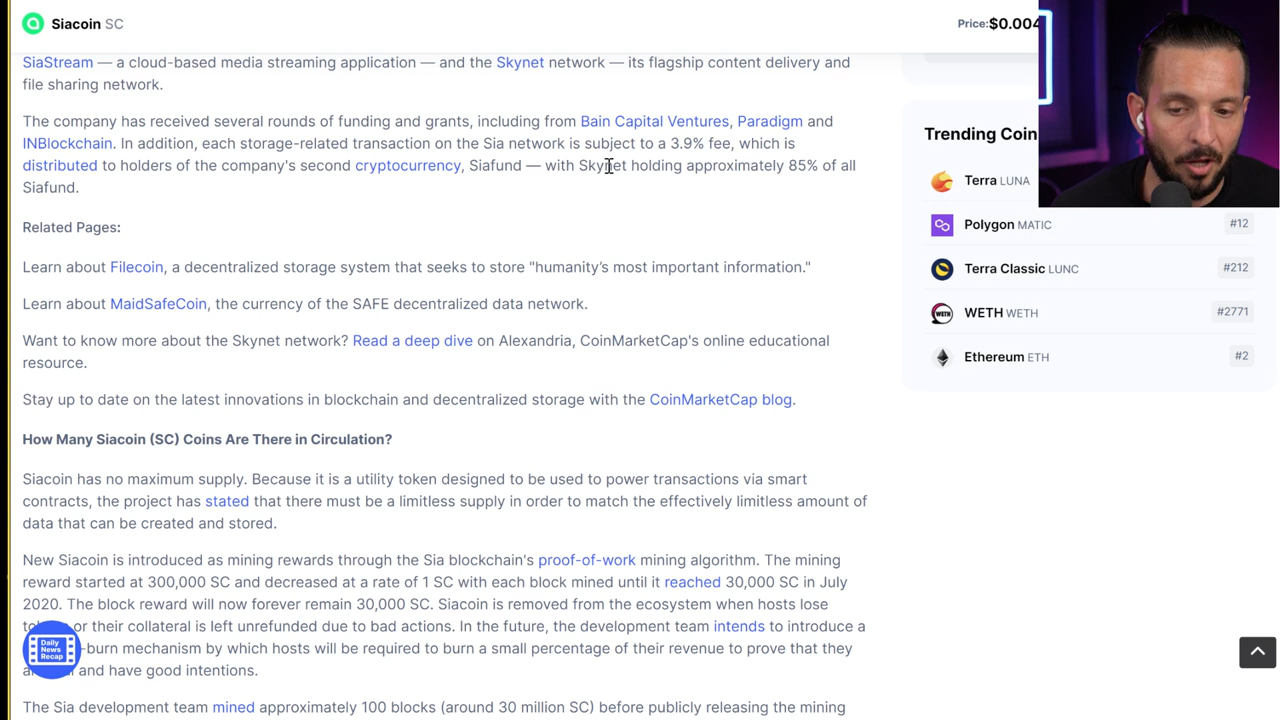 Siacoin SC
Price:$0.004
SiaStream — a cloud-based media streaming application — and the Skynet network — its flagship content delivery and
file sharing network.
The company has received several rounds of funding and grants, including from Bain Capital Ventures, Paradigm and
INBlockchain. In addition, each storage-related transaction on the Sia network is subject to a 3.9% fee, which is
distributed to holders of the company's second cryptocurrency, Siafund — with Skynet holding approximately 85% of all
Siafund.
Related Pages:
Learn about Filecoin, a decentralized storage system that seeks to store "humanity's most important information."
Learn about MaidSafeCoin, the currency of the SAFE decentralized data network.
Want to know more about the Skynet network? Read a deep dive on Alexandria, CoinMarketCap's online educational
resource.
Stay up to date on the latest innovations in blockchain and decentralized storage with the CoinMarketCap blog.
How Many Siacoin (SC) Coins Are There in Circulation?
Siacoin has no maximum supply. Because it is a utility token designed to be used to power transactions via smart
contracts, the project has stated that there must be a limitless supply in order to match the effectively limitless amount of
data that can be created and stored.
New Siacoin is introduced as mining rewards through the Sia blockchain's proof-of-work mining algorithm. The mining
reward started at 300,000 SC and decreased at a rate of 1 SC with each block mined until it reached 30,000 SC in July
2020. The block reward will now forever remain 30,000 SC. Siacoin is removed from the ecosystem when hosts lose
or their collateral is left unrefunded due to bad actions. In the future, the development team intends to introduce a
-burn mechanism by which hosts will be required to burn a small percentage of their revenue to prove that they
and have good intentions.
The Sia development team mined approximately 100 blocks (around 30 million SC) before publicly releasing the mining
Daily
News
Recap
Trending Coin
Terra LUNA
Polygon MATIC #12
Terra Classic LUNC #212
WETH WETH #2771
WETH
Ethereum ETH #2